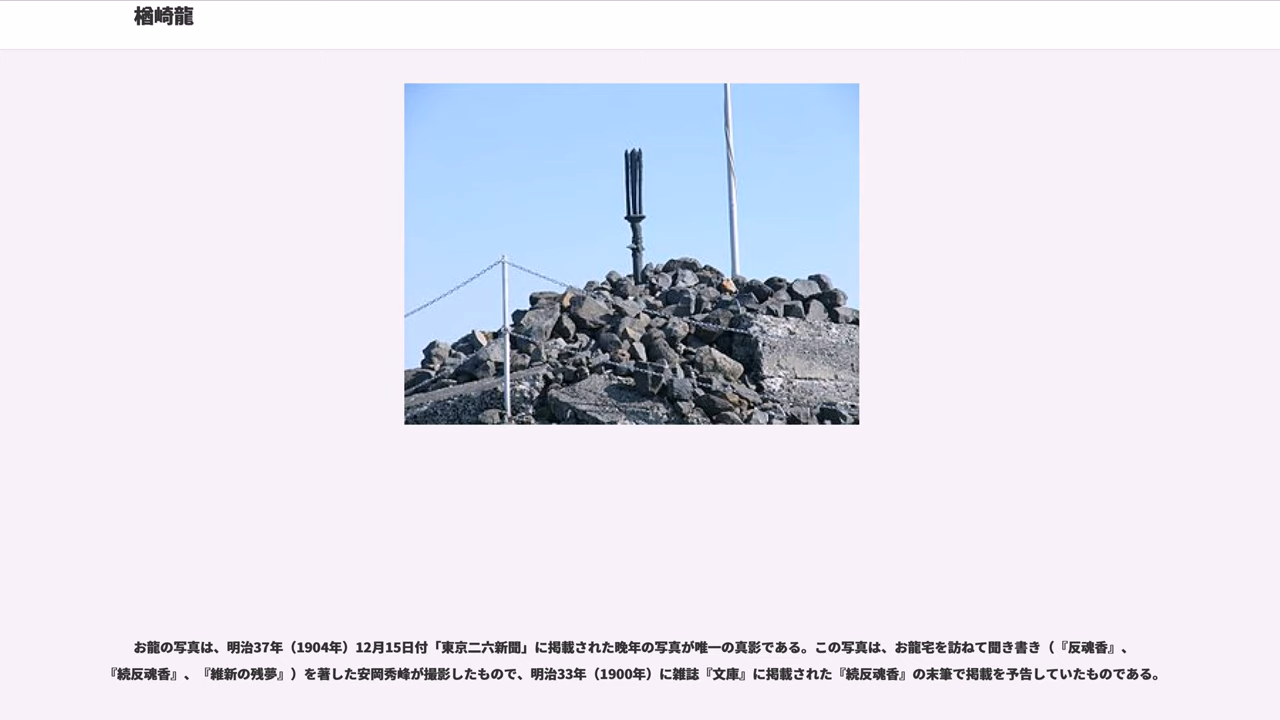 楢崎龍
お龍の写真は、明治37年（1904年）12月15日付「東京二六新聞」に掲載された晩年の写真が唯一の真影である。この写真は、お龍宅を訪ねて聞き書き（『反魂香』、
『続反魂香』、『維新の残夢』）を著した安岡秀峰が撮影したもので、明治33年（1900年）に雑誌『文庫』に掲載された『続反魂香』の末筆で掲載を予告していたものである。